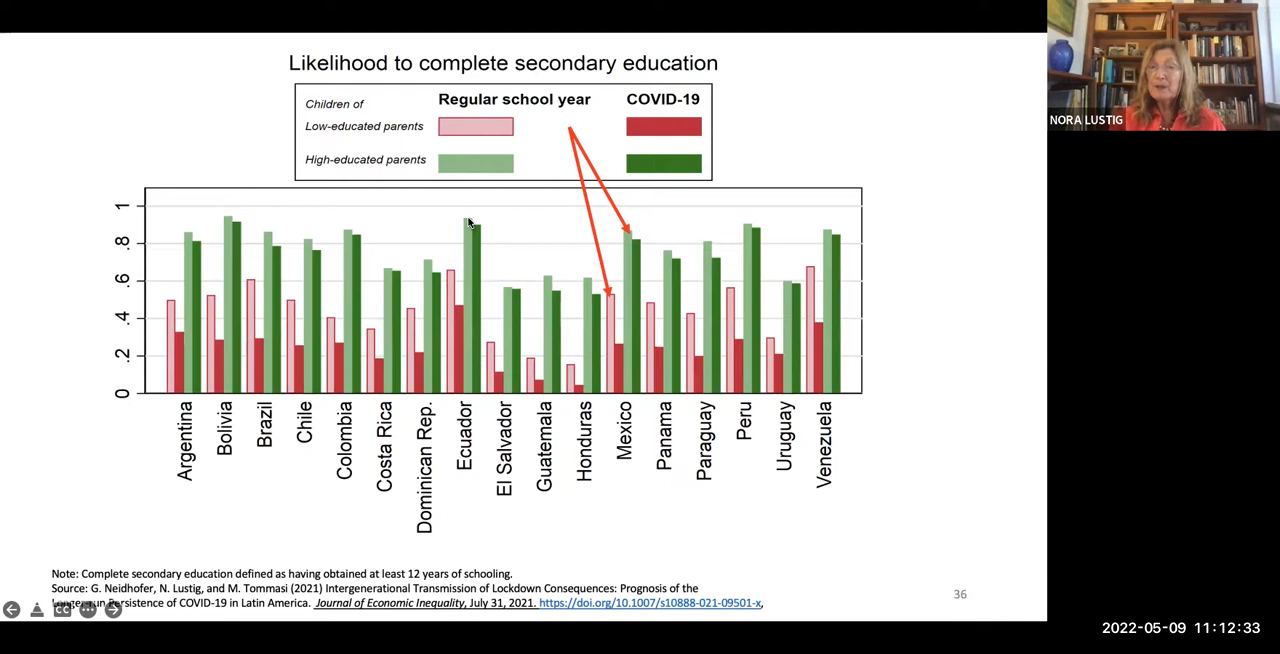 Likelihood to complete secondary education
Children of
Regular school year
COVID-19
Low-educated parents
High-educated parents
NORA LUSTIG
1
.8
.6
.4
.2
0
Argentina
Bolivia
Brazil
Chile
Colombia
Costa Rica
Dominican Rep.
Ecuador
El Salvador
Guatemala
Honduras
Mexico
Panama
Paraguay
Peru
Uruguay
Venezuela
Note: Complete secondary education defined as having obtained at least 12 years of schooling.
Source: G. Neidhofer, N. Lustig, and M. Tommasi (2021) Intergenerational Transmission of Lockdown Consequences: Prognosis of the
Longer-run Persistence of COVID-19 in Latin America. Journal of Economic Inequality, July 31, 2021. https://doi.org/10.1007/s10888-021-09501-x,
CC
36
2022-05-09 11:12:33